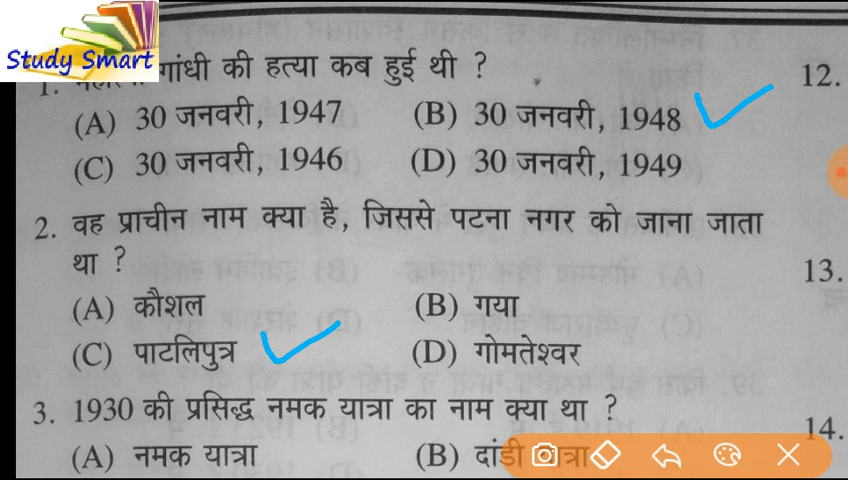 Study Smart
1. गांधी की हत्या कब हुई थी ?
(A) 30 जनवरी, 1947 (B) 30 जनवरी, 1948
(C) 30 जनवरी, 1946 (D) 30 जनवरी, 1949
2. वह प्राचीन नाम क्या है, जिससे पटना नगर को जाना जाता
था ?
(A) कौशल (B) गया
(C) पाटलिपुत्र (D) गोमतेश्वर
3. 1930 की प्रसिद्ध नमक यात्रा का नाम क्या था ?
(A) नमक यात्रा (B) दांडी
12.
13.
14.